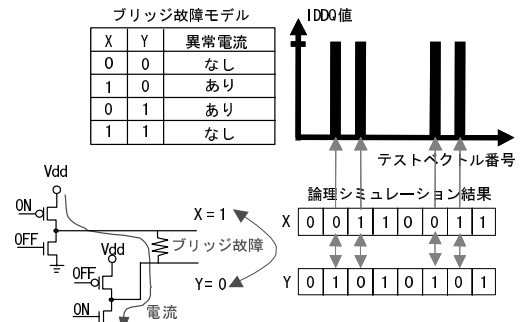 ブリッジ故障モデル
X Y 異常電流
0 0 なし
1 0 あり
0 1 あり
1 1 なし
IDDQ値
テストベクトル番号
論理シミュレーション結果
X 0 0 1 1 0 0 1 1
Y 0 1 0 1 0 1 0 1
Vdd
ON
OFF
X = 1
ブリッジ故障
Vdd
OFF
Y= 0
ON
電流